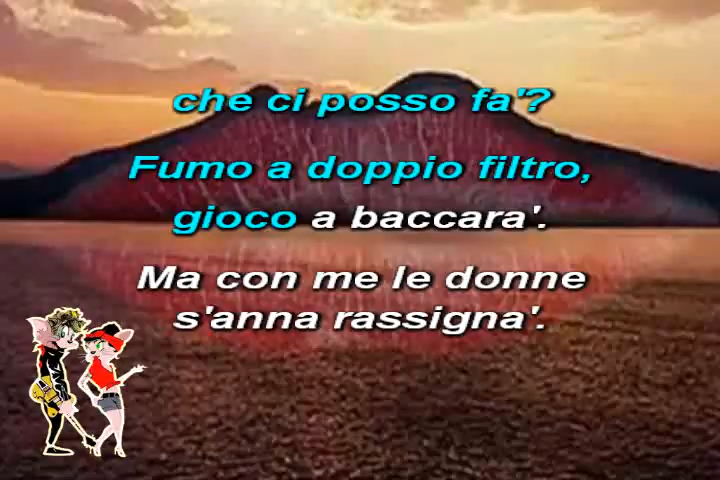 che ci posso fa'?
Fumo a doppio filtro,
gioco a baccara'.
Ma con me le donne
s'anna rassigna'.